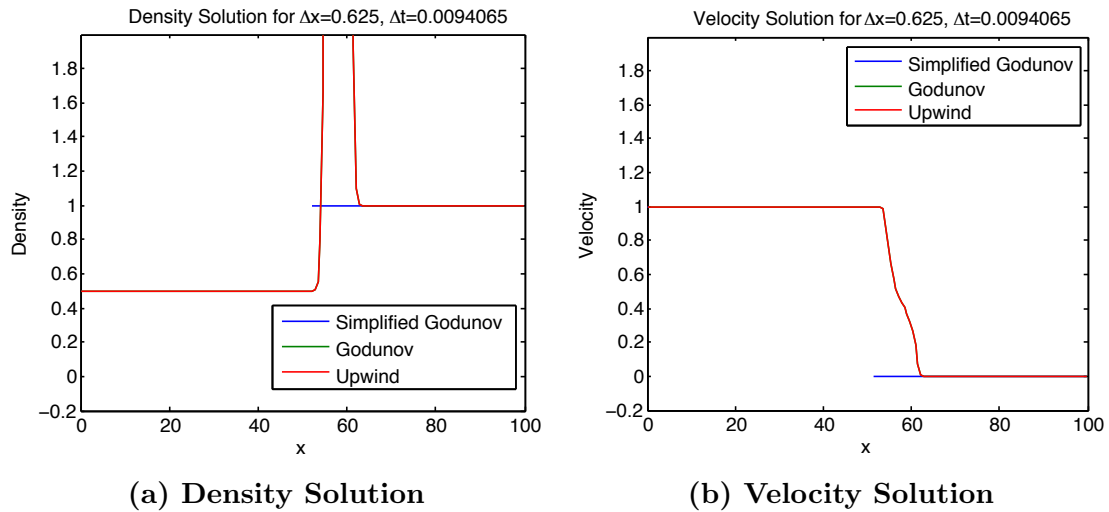 Density Solution for Δx=0.625, Δt=0.0094065
1.8
1.6
1.4
1.2
1
0.8
0.6
0.4
0.2
0
−0.2
Density
0 20 40 60 80 100
x
Simplified Godunov
Godunov
Upwind
(a) Density Solution
Velocity Solution for Δx=0.625, Δt=0.0094065
1.8
1.6
1.4
1.2
1
0.8
0.6
0.4
0.2
0
−0.2
Velocity
0 20 40 60 80 100
x
Simplified Godunov
Godunov
Upwind
(b) Velocity Solution